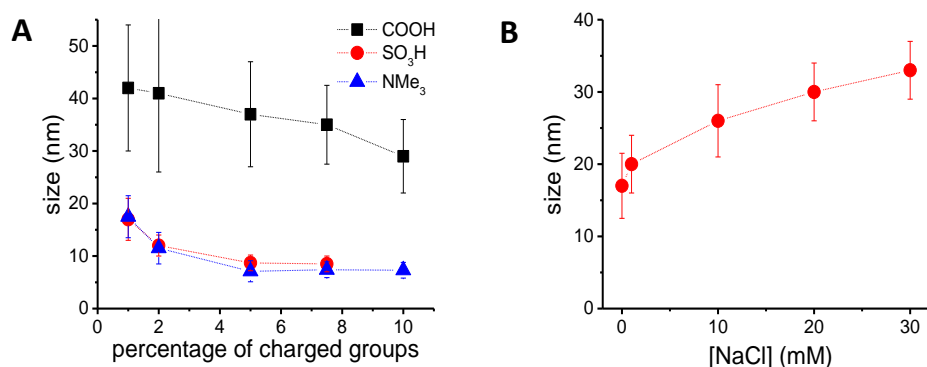 A
COOH
SO3H
NMe3
size (nm)
50
40
30
20
10
0
0 2 4 6 8 10
percentage of charged groups
B
size (nm)
40
30
20
10
0
0 10 20 30
[NaCl] (mM)